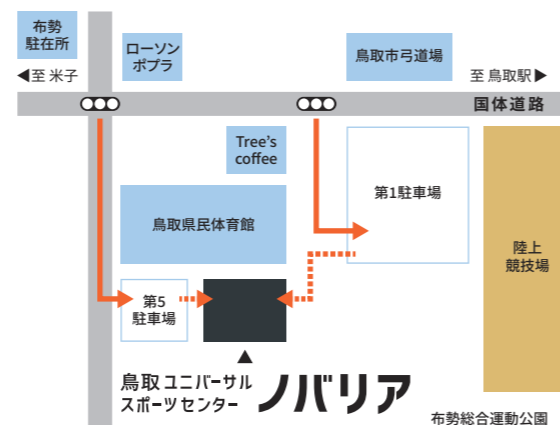 布勢
駐在所
ローソン
ポプラ
鳥取市弓道場
◀至 米子
至 鳥取駅▶
国体道路
Tree's
coffee
第1駐車場
鳥取県民体育館
陸上
競技場
第5
駐車場
鳥取ユニバーサル
スポーツセンター
ノバリア
布勢総合運動公園